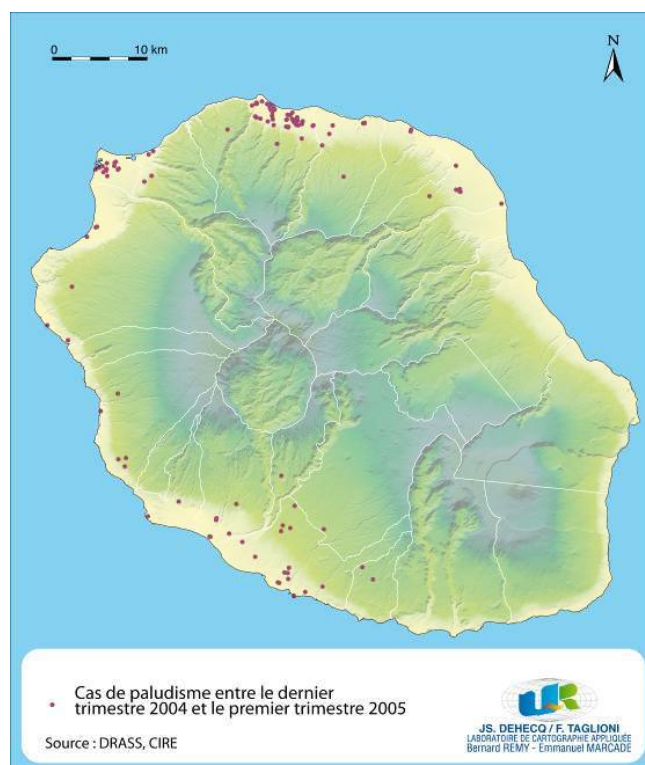 0 10 km
N
Cas de paludisme entre le dernier
trimestre 2004 et le premier trimestre 2005
Source : DRASS, CIRE
UR
JS. DEHECQ / F. TAGLIONI
LABORATOIRE DE CARTOGRAPHIE APPLIQUÉE
Bernard REMY - Emmanuel MARCADE